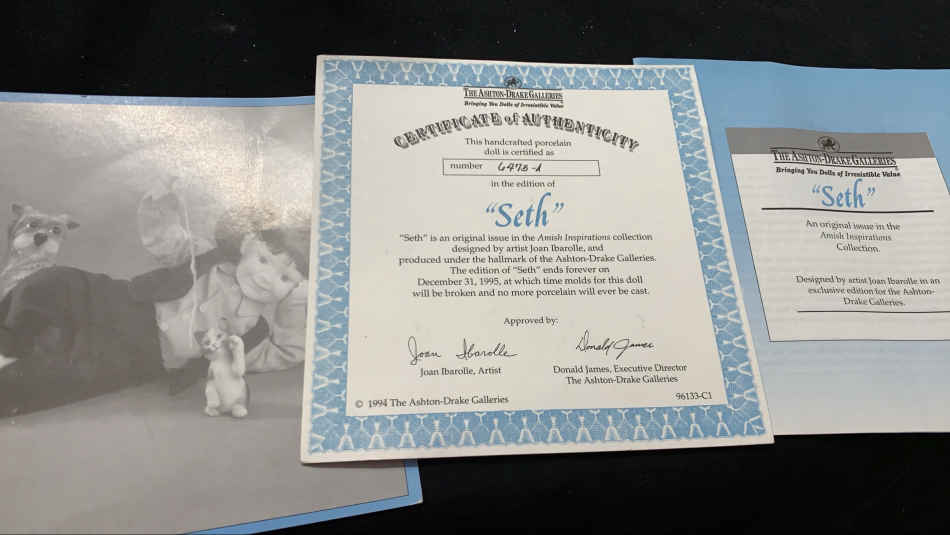 THE ASHTON-DRAKE GALLERIES
Bringing You Dolls of Irresistible Value
CERTIFICATE of AUTHENTICITY
This handcrafted porcelain
doll is certified as
number 6475-A
in the edition of
“Seth”
“Seth” is an original issue in the Amish Inspirations collection
designed by artist Joan Ibarolle, and
produced under the hallmark of the Ashton-Drake Galleries.
The edition of “Seth” ends forever on
December 31, 1995, at which time molds for this doll
will be broken and no more porcelain will ever be cast.
Approved by:
Joan Ibarolle
Joan Ibarolle, Artist
Donald James
Donald James, Executive Director
The Ashton-Drake Galleries
© 1994 The Ashton-Drake Galleries
96133-C1
THE ASHTON-DRAKE GALLERIES
Bringing You Dolls of Irresistible Value
“Seth”
An original issue in the
Amish Inspirations
Collection.
Designed by artist Joan Ibarolle in an
exclusive edition for the Ashton-
Drake Galleries.